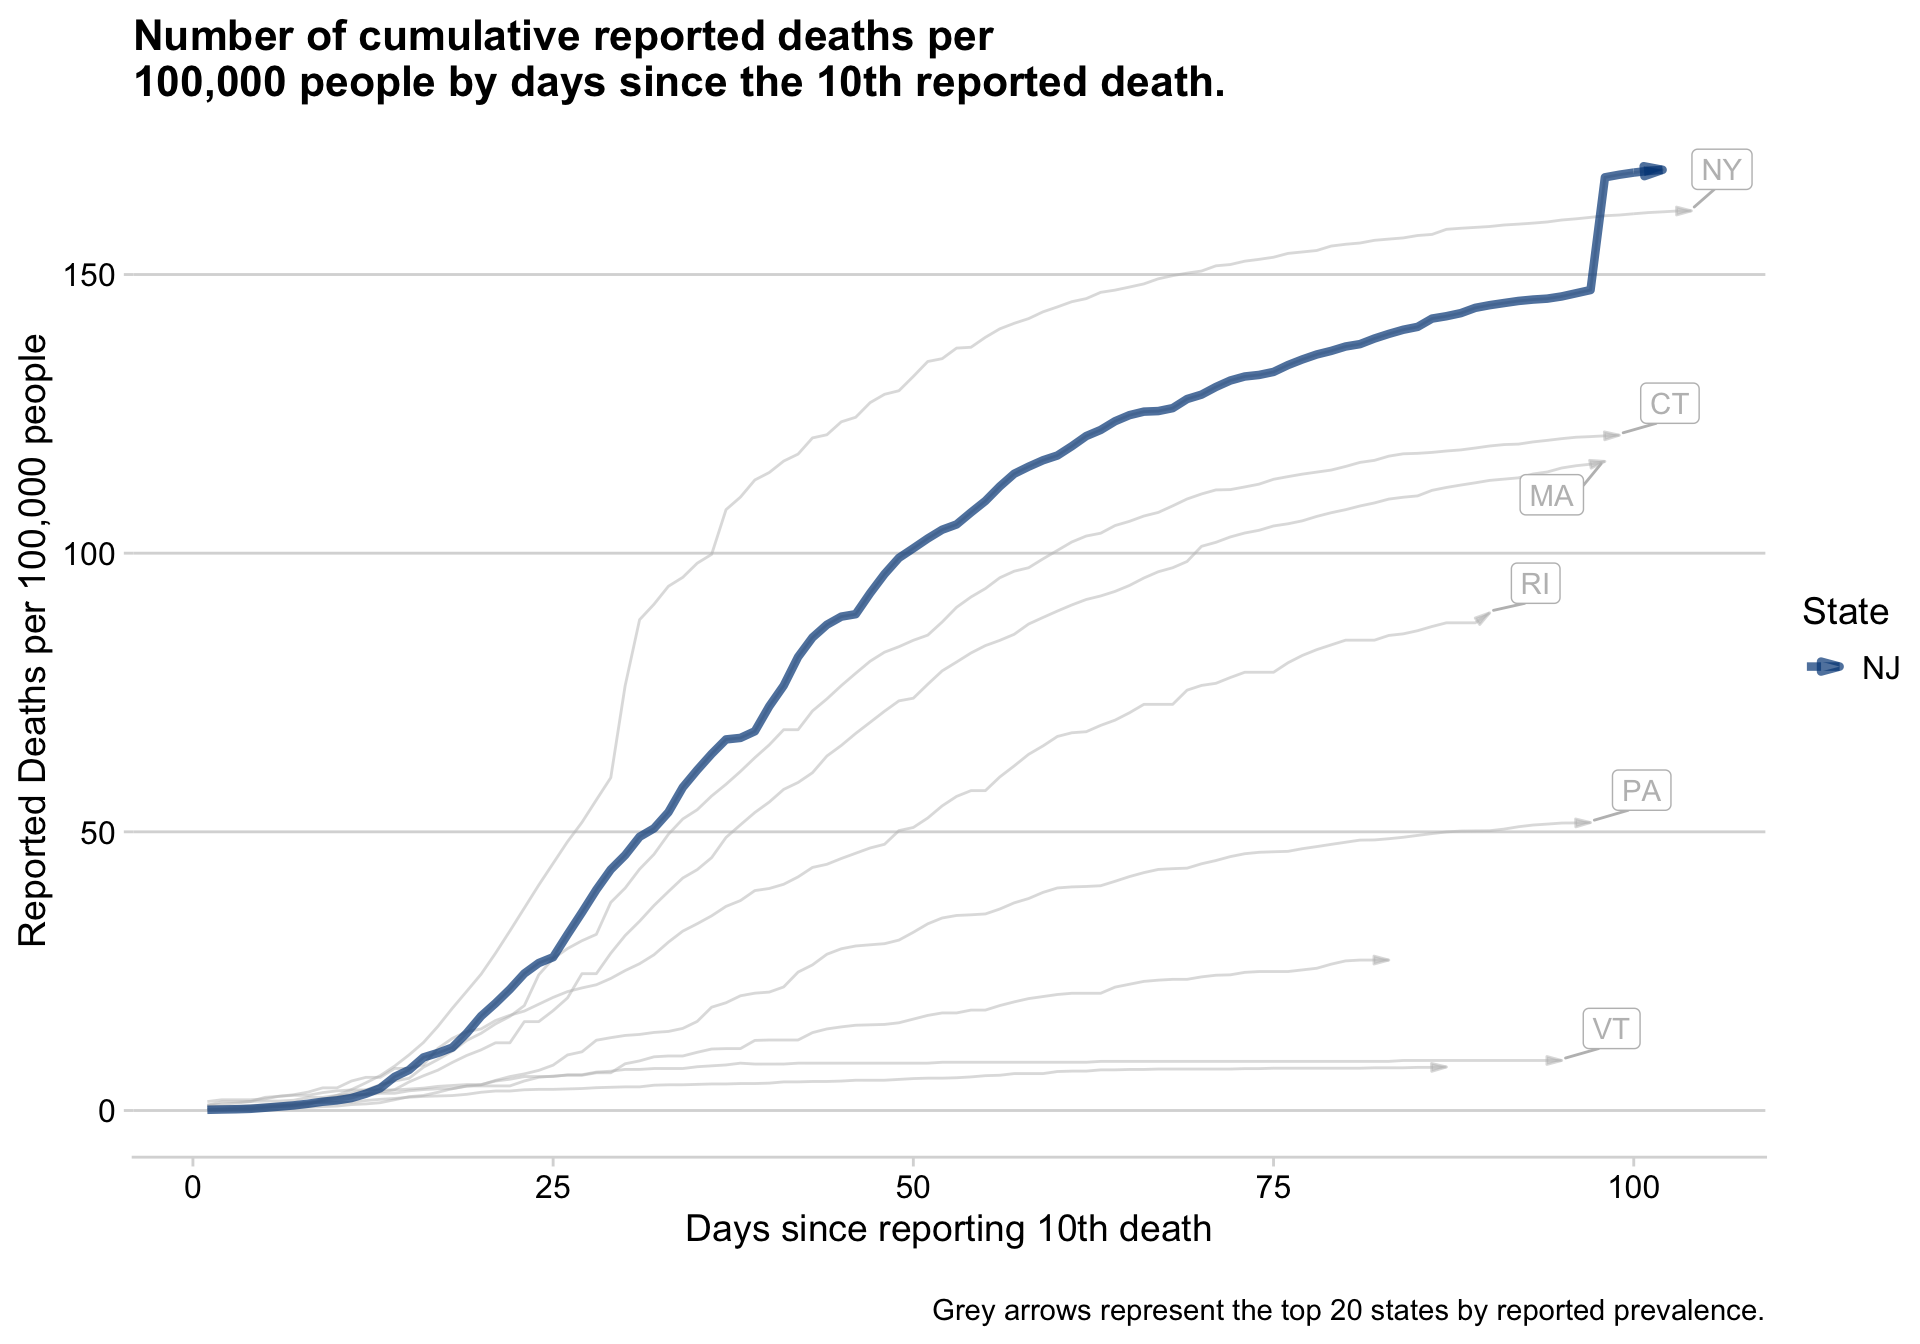 Number of cumulative reported deaths per
100,000 people by days since the 10th reported death.
Reported Deaths per 100,000 people
150
100
50
0
NY
CT
MA
RI
PA
VT
State
NJ
0
25
50
75
100
Days since reporting 10th death
Grey arrows represent the top 20 states by reported prevalence.